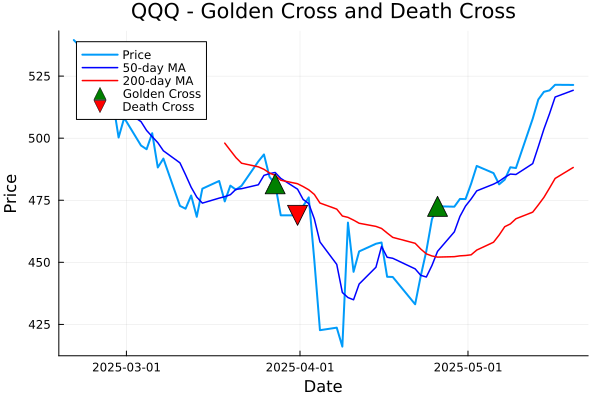 QQQ - Golden Cross and Death Cross
Price
50-day MA
200-day MA
Golden Cross
Death Cross
525
500
475
450
425
Price
2025-03-01
2025-04-01
2025-05-01
Date